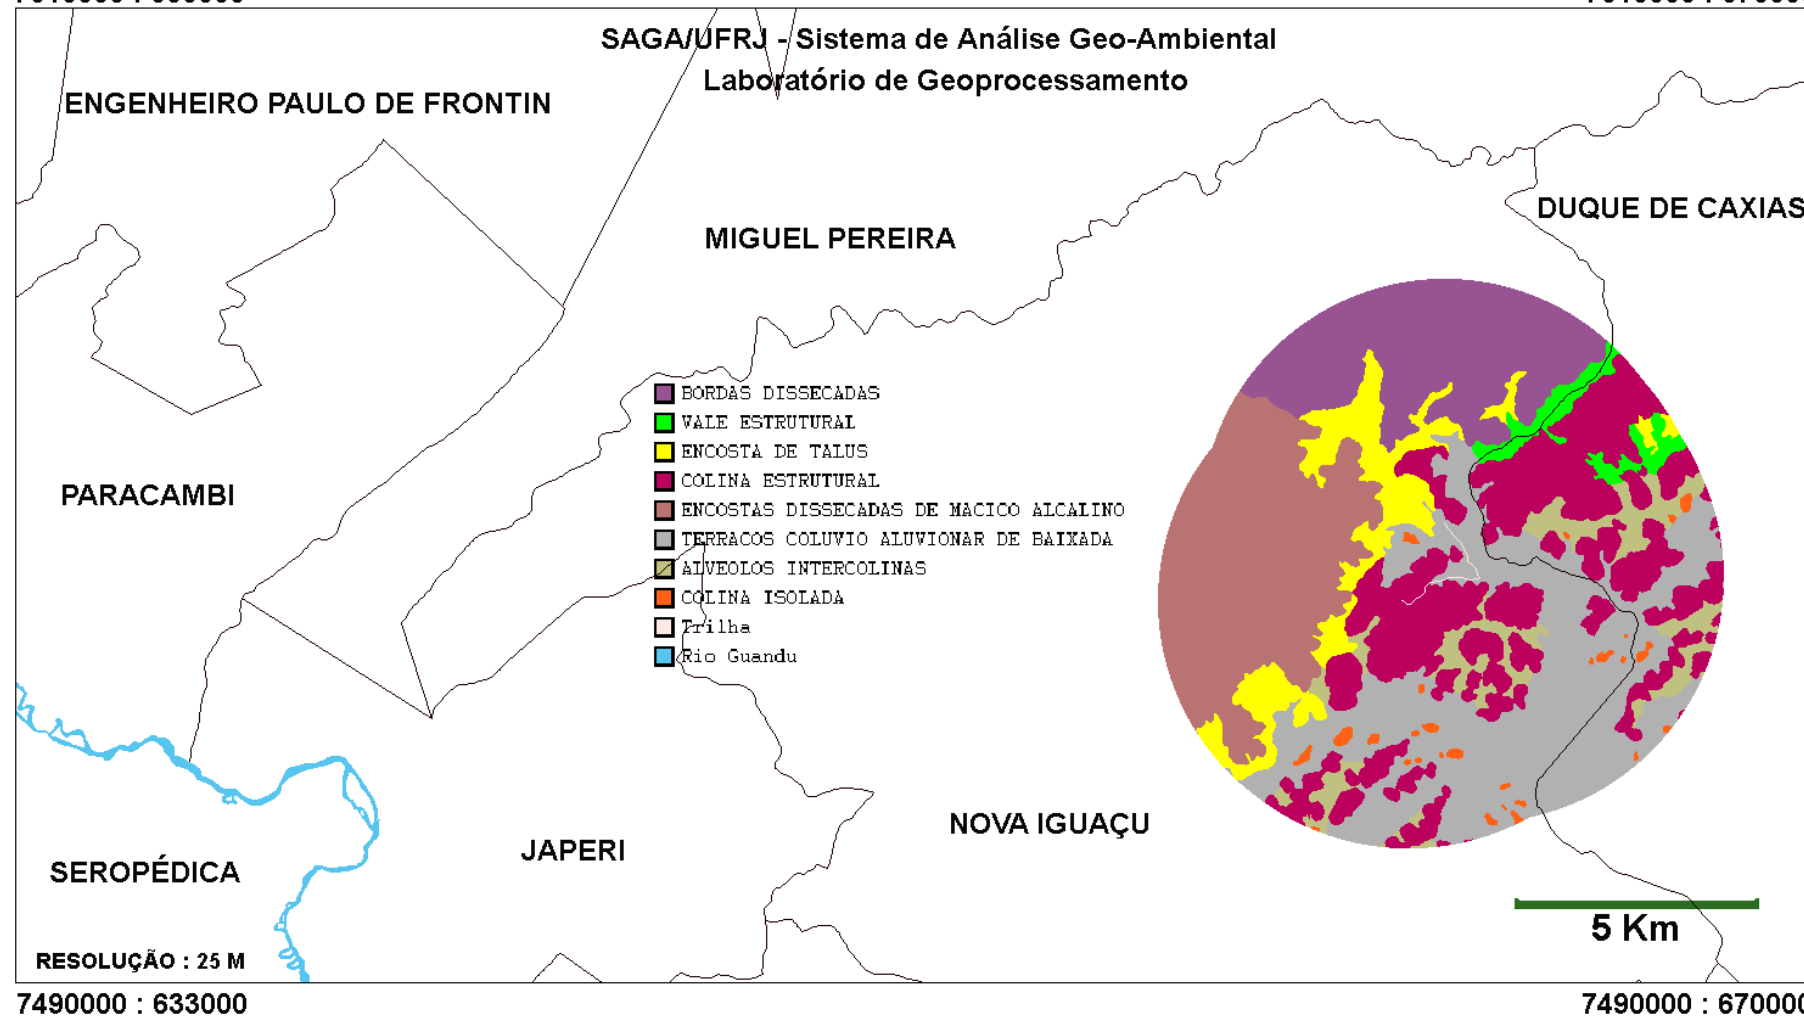 SAGA/UFRJ - Sistema de Análise Geo-Ambiental
Laboratório de Geoprocessamento
ENGENHEIRO PAULO DE FRONTIN
DUQUE DE CAXIAS
MIGUEL PEREIRA
BORDAS DISSECADAS
VALE ESTRUTURAL
ENCOSTA DE TALUS
COLINA ESTRUTURAL
ENCOSTAS DISSECADAS DE MACICO ALCALINO
TERRACOS COLUVIO ALUVIONAR DE BAIXADA
ALVEOLOS INTERCOLINAS
COLINA ISOLADA
Trilha
Rio Guandu
PARACAMBI
NOVA IGUAÇU
JAPERI
SEROPÉDICA
5 Km
RESOLUÇÃO : 25 M
7490000 : 633000
7490000 : 670000